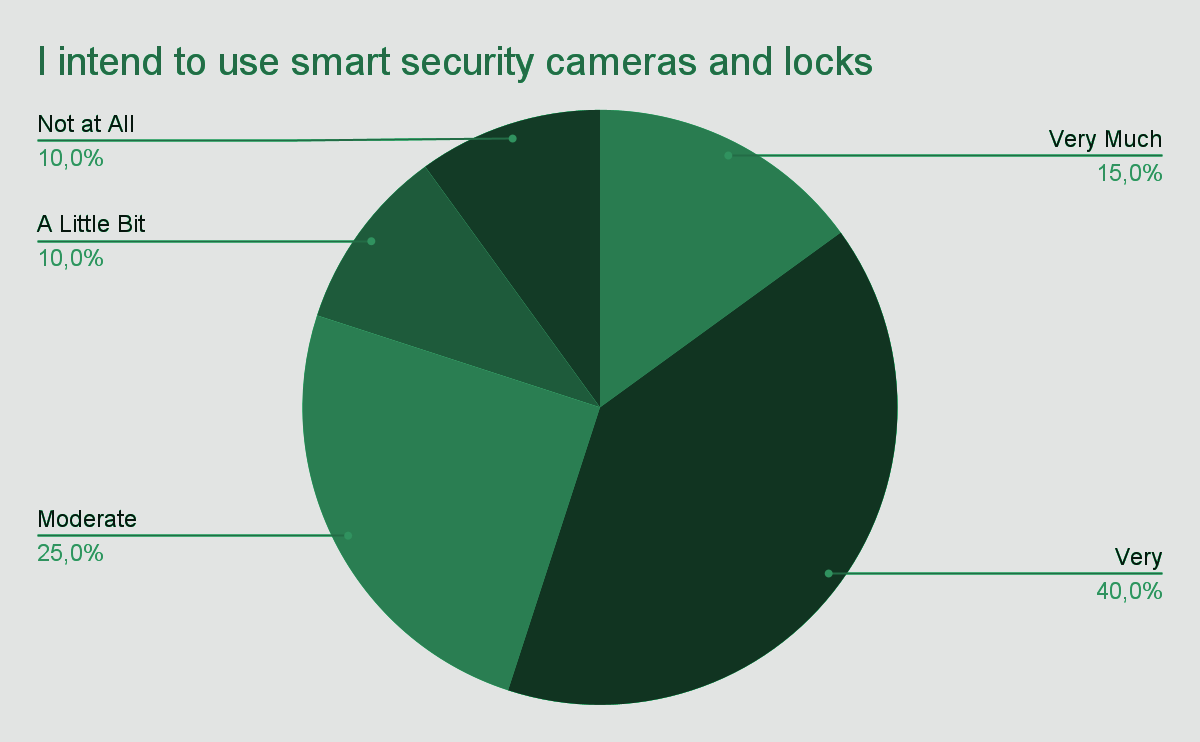 I intend to use smart security cameras and locks
Not at All
10,0%
A Little Bit
10,0%
Moderate
25,0%
Very Much
15,0%
Very
40,0%